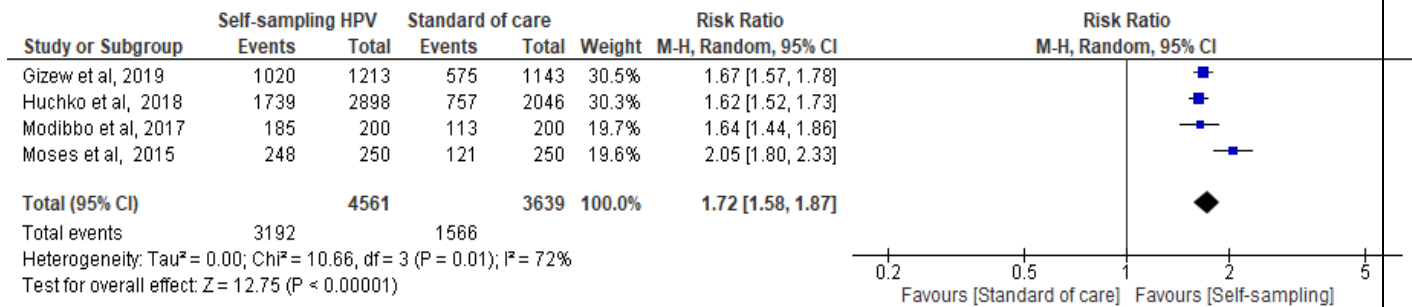 Self-sampling HPV Standard of care Risk Ratio Risk Ratio
Study or Subgroup Events Total Events Total Weight M-H, Random, 95% CI M-H, Random, 95% CI
Gizew et al, 2019 1020 1213 575 1143 30.5% 1.67 [1.57, 1.78]
Huchko et al, 2018 1739 2898 757 2046 30.3% 1.62 [1.52, 1.73]
Modibbo et al, 2017 185 200 113 200 19.7% 1.64 [1.44, 1.86]
Moses et al, 2015 248 250 121 250 19.6% 2.05 [1.80, 2.33]
Total (95% CI) 4561 3639 100.0% 1.72 [1.58, 1.87]
Total events 3192 1566
Heterogeneity: Tau² = 0.00; Chi² = 10.66, df = 3 (P = 0.01); I² = 72%
Test for overall effect: Z = 12.75 (P < 0.00001)
0.2 0.5 1 2 5
Favours [Standard of care] Favours [Self-sampling]